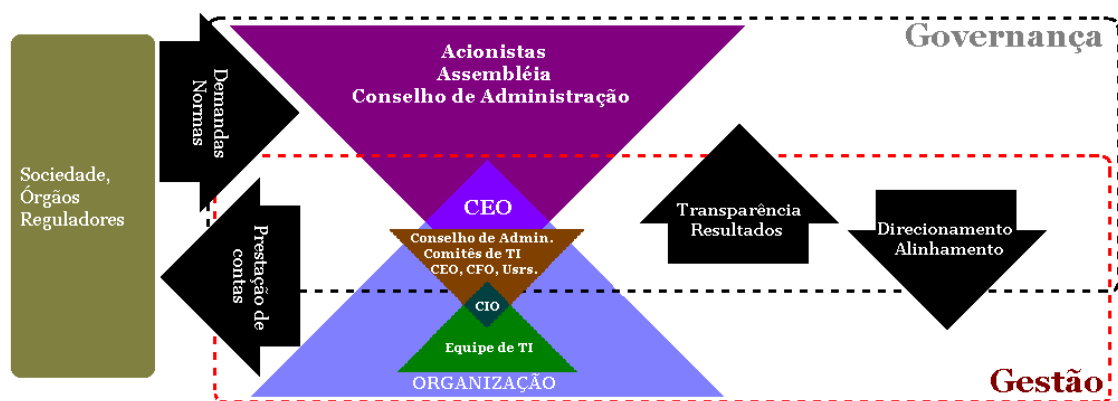 Governança
Acionistas
Assembléia
Conselho de Administração
Demandas
Normas
Sociedade,
Órgãos
Reguladores
CEO
Transparência
Resultados
Direcionamento
Alinhamento
Prestação de
contas
Conselho de Admin.
Comitês de TI
CEO, CFO, Usrs.
CIO
Equipe de TI
ORGANIZAÇÃO
Gestão